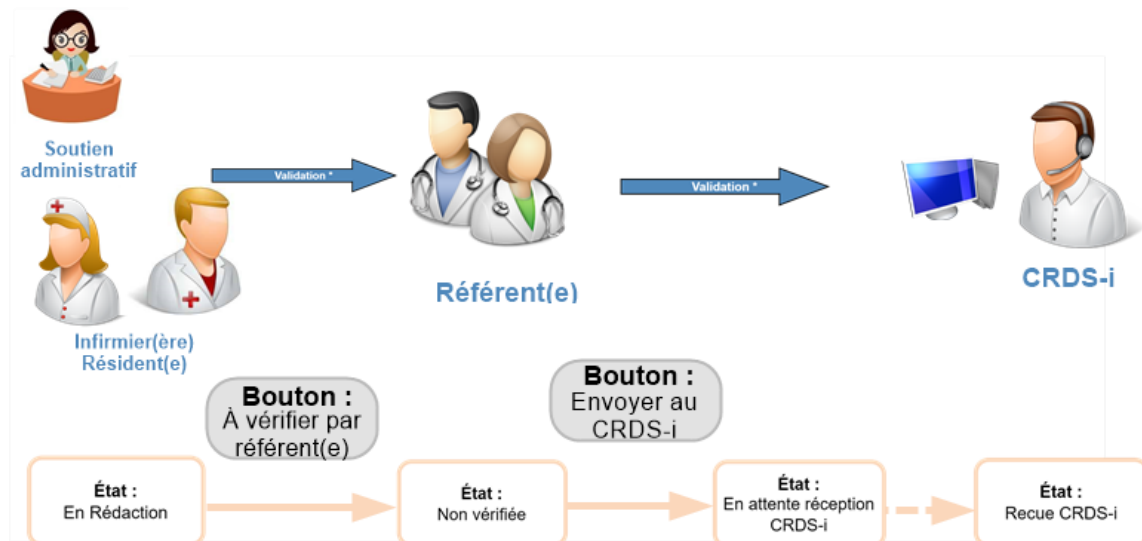 Soutien
administratif
Validation *
Validation *
Référent(e)
CRDS-i
Infirmier(ère)
Résident(e)
Bouton :
À vérifier par
référent(e)
Bouton :
Envoyer au
CRDS-i
État :
En Rédaction
État :
Non vérifiée
État :
En attente réception
CRDS-i
État :
Recue CRDS-i